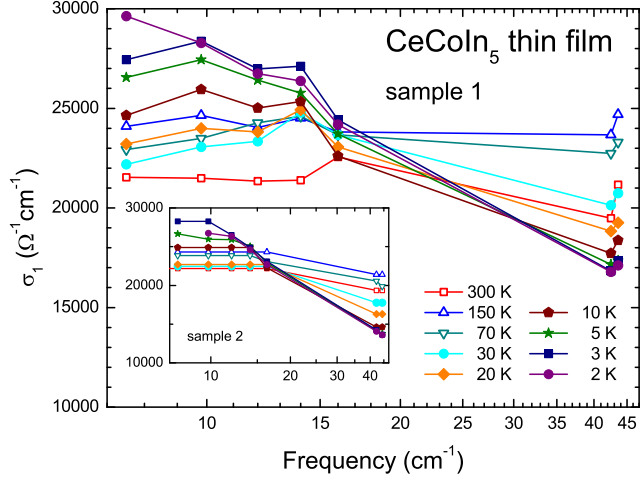 30000
25000
20000
15000
10000
σ₁ (Ω⁻¹cm⁻¹)
CeCoIn₅ thin film
sample 1
30000
20000
10000
sample 2
10 20 30 40
300 K
150 K
70 K
30 K
20 K
10 K
5 K
3 K
2 K
10 15 20 25 30 35 40 45
Frequency (cm⁻¹)